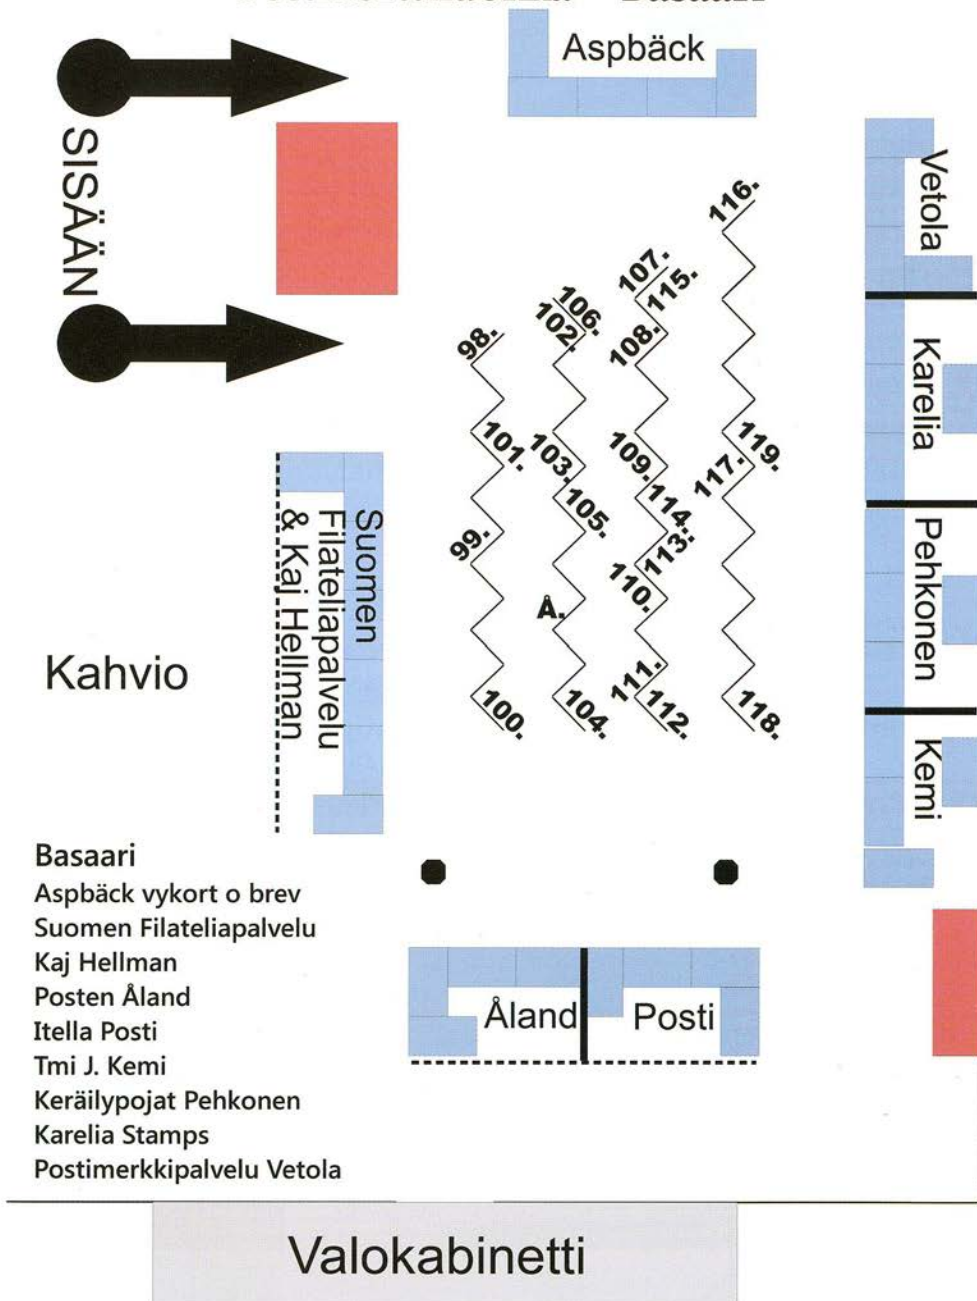 Aspbäck
SISÄÄN
Vetola
116.
107.
115.
106.
102.
108.
98.
Karelia
101.
103.
109.
119.
117.
105.
114.
99.
113.
110.
Å.
Suomen
Filateliapalvelu
& Kaj Hellman
Pehkonen
Kahvio
111.
100.
104.
112.
118.
Kemi
Basaari
Aspbäck vykort o brev
Suomen Filateliapalvelu
Kaj Hellman
Posten Åland
Itella Posti
Tmi J. Kemi
Keräilypojat Pehkonen
Karelia Stamps
Postimerkkipalvelu Vetola
Åland
Posti
Valokabinetti